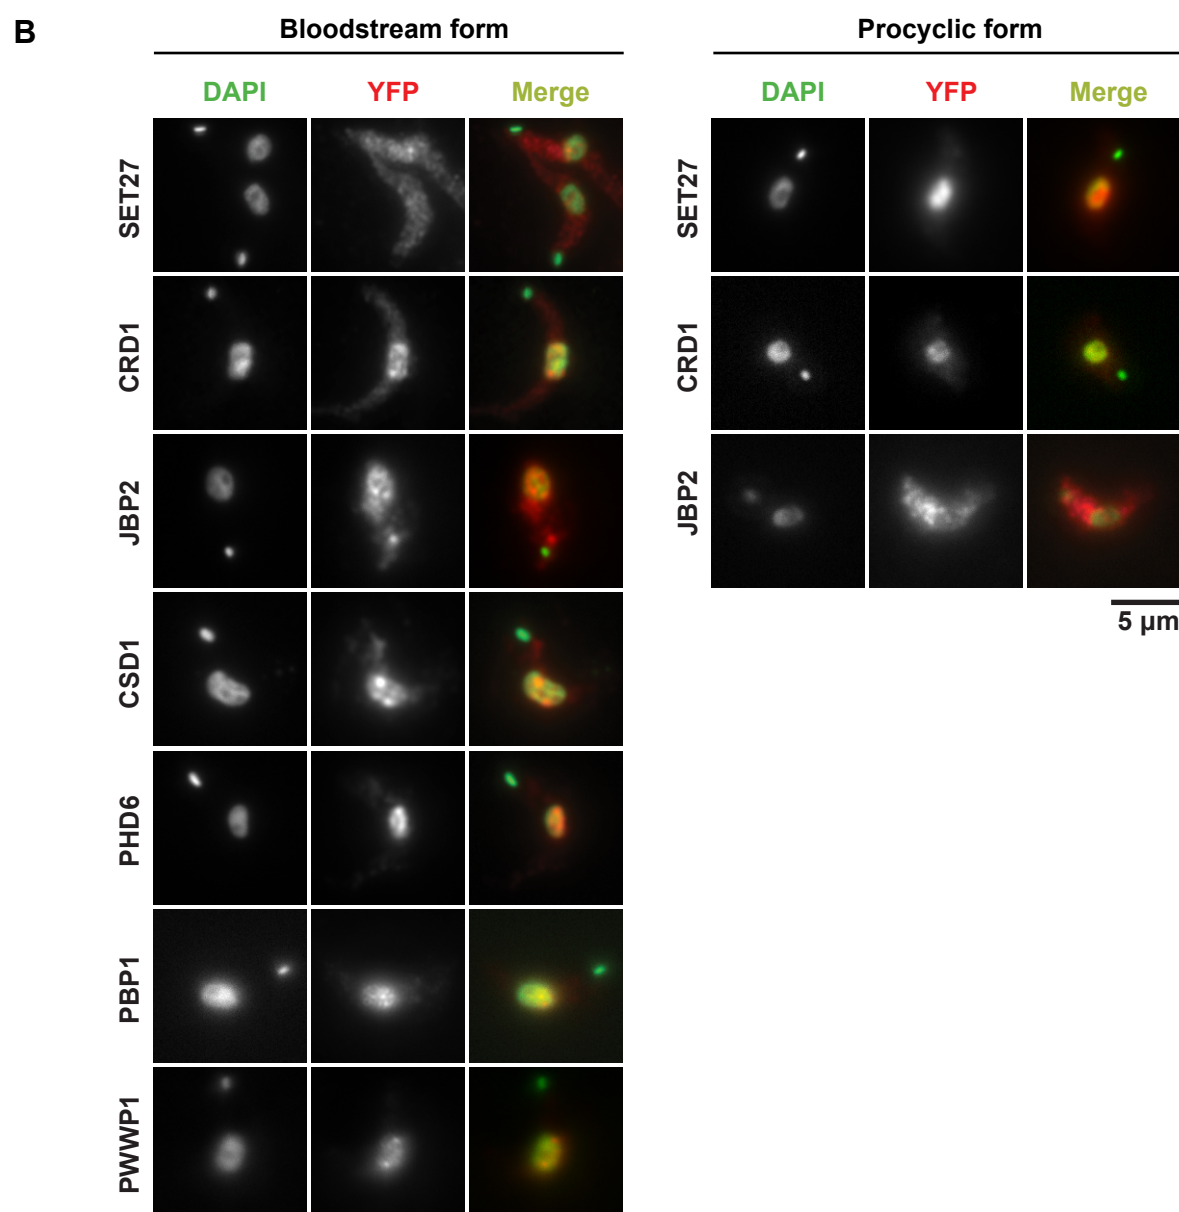 B
Bloodstream form
Procyclic form
DAPI YFP Merge
DAPI YFP Merge
SET27
SET27
CRD1
CRD1
JBP2
JBP2
5 µm
CSD1
PHD6
PBP1
PWWP1